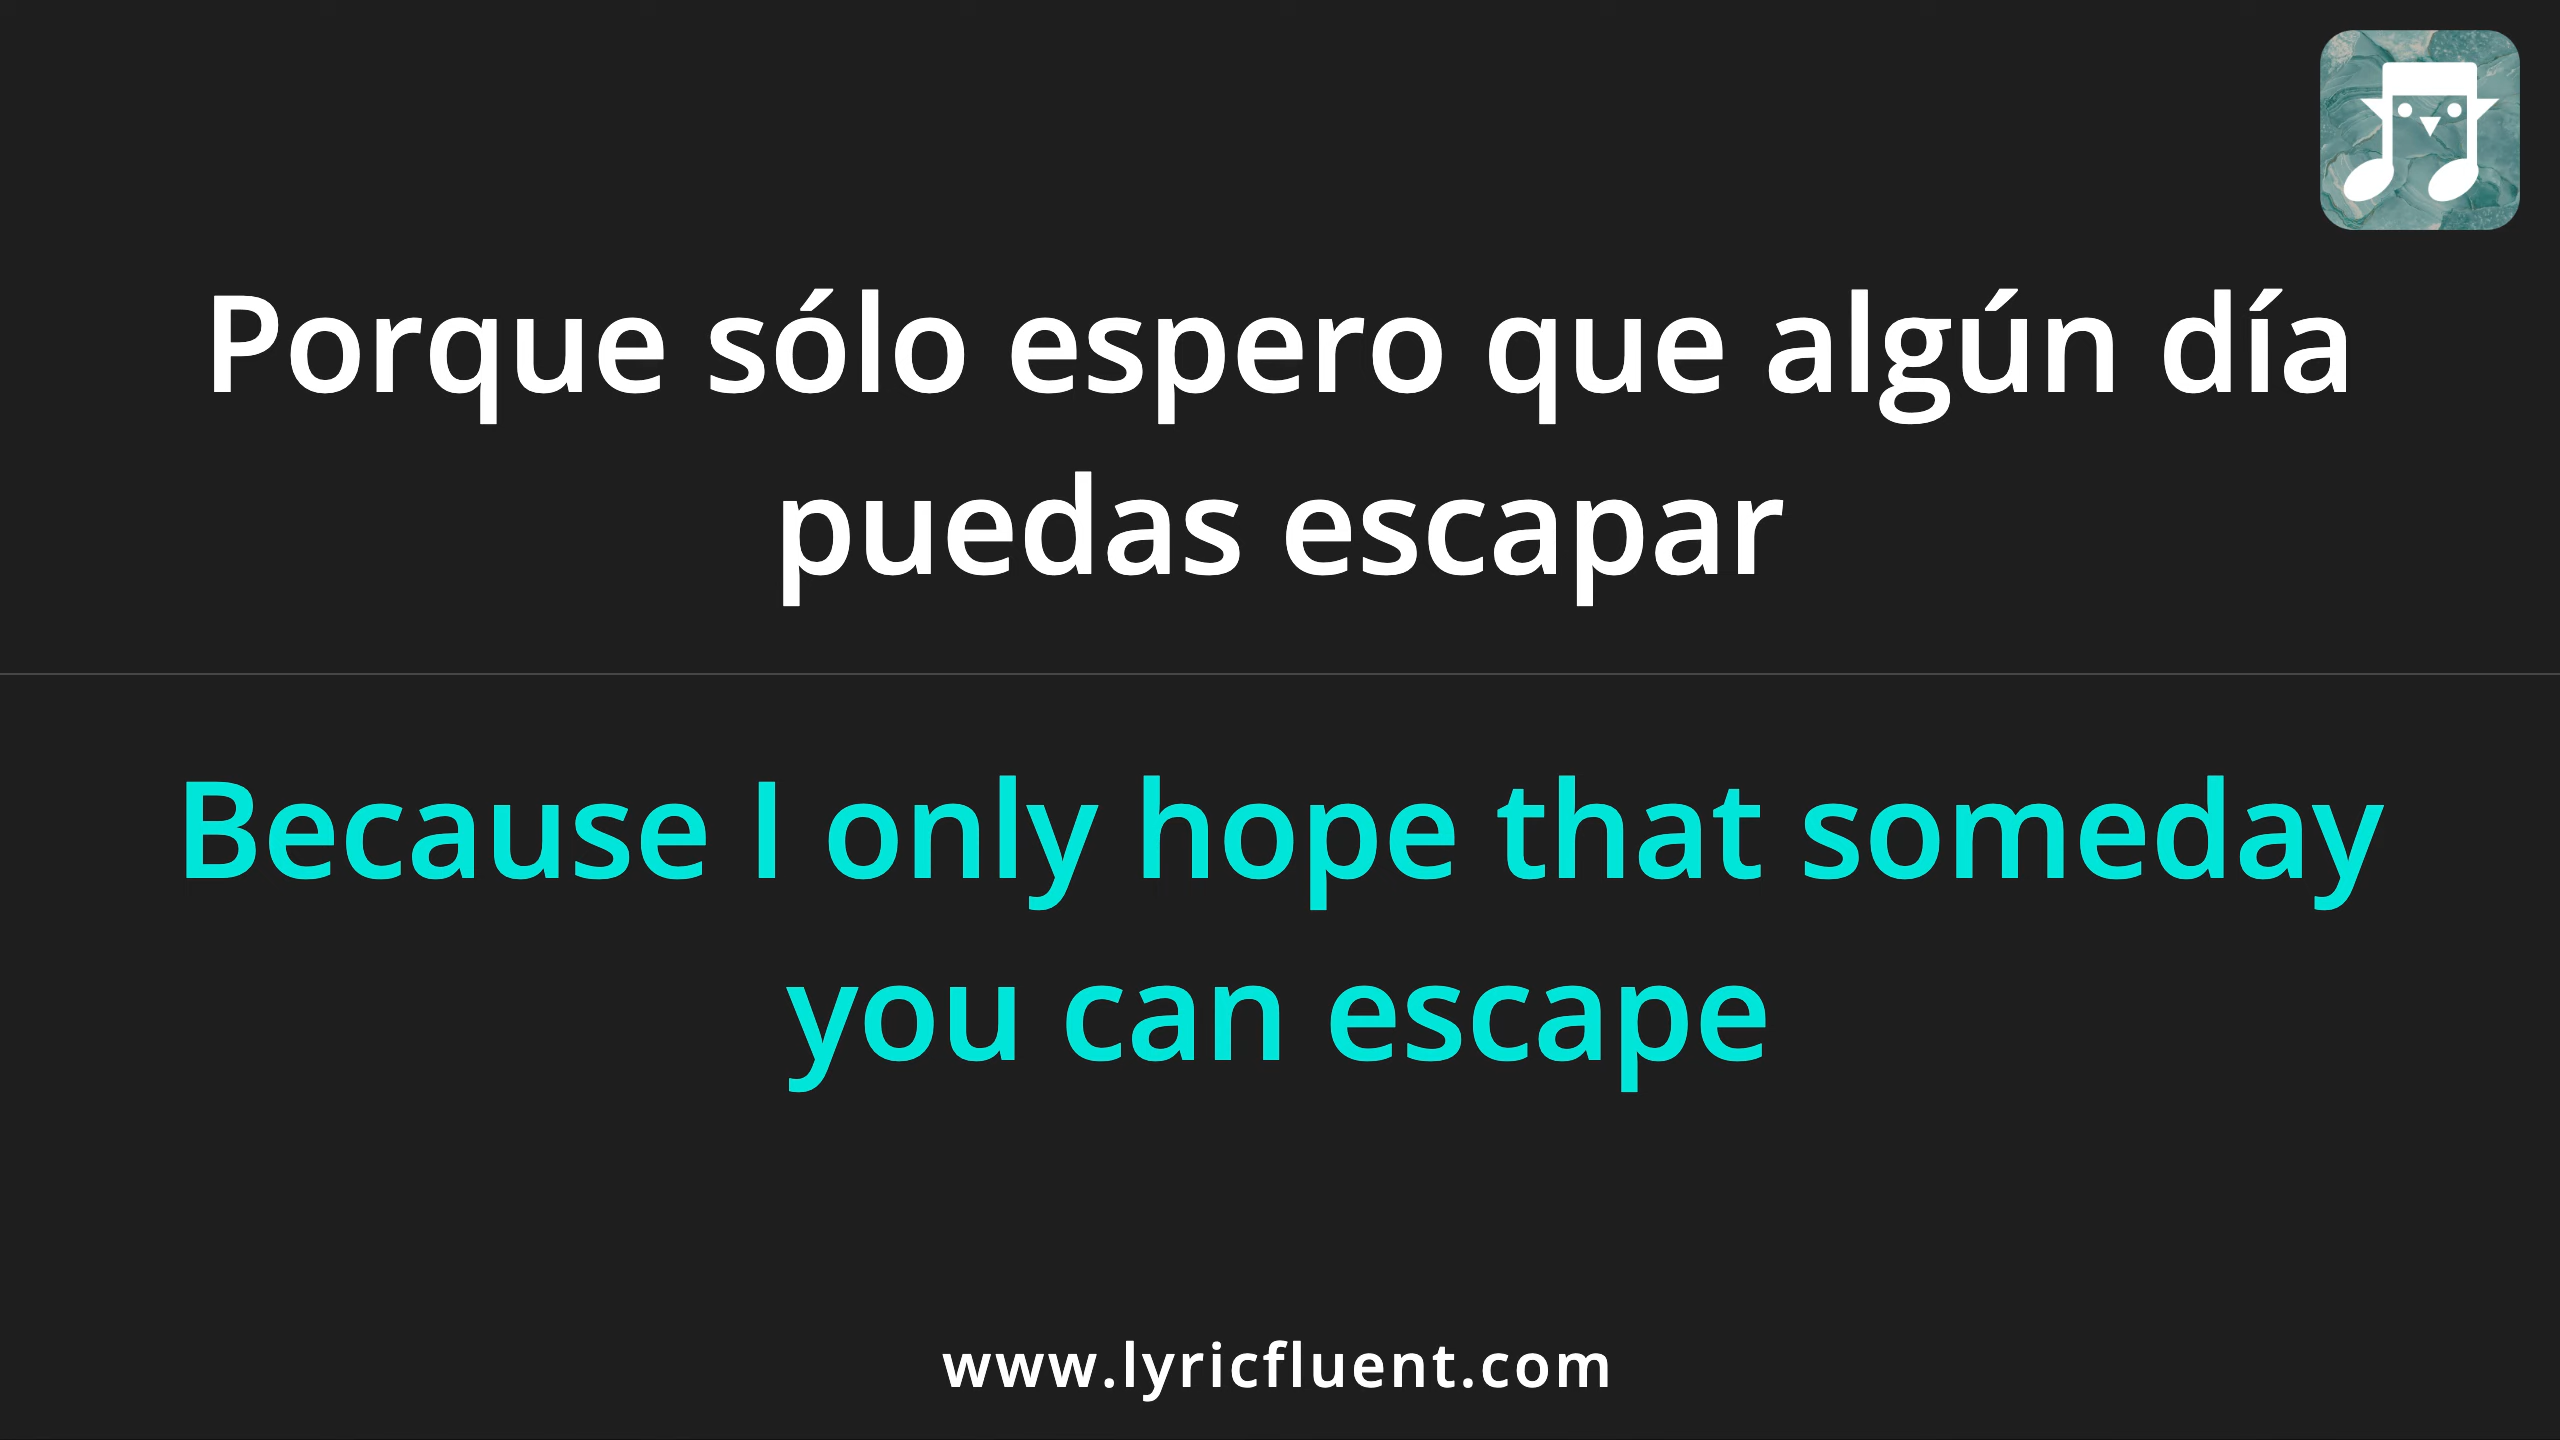 Porque sólo espero que algún día
puedas escapar
Because I only hope that someday
you can escape
www.lyricfluent.com